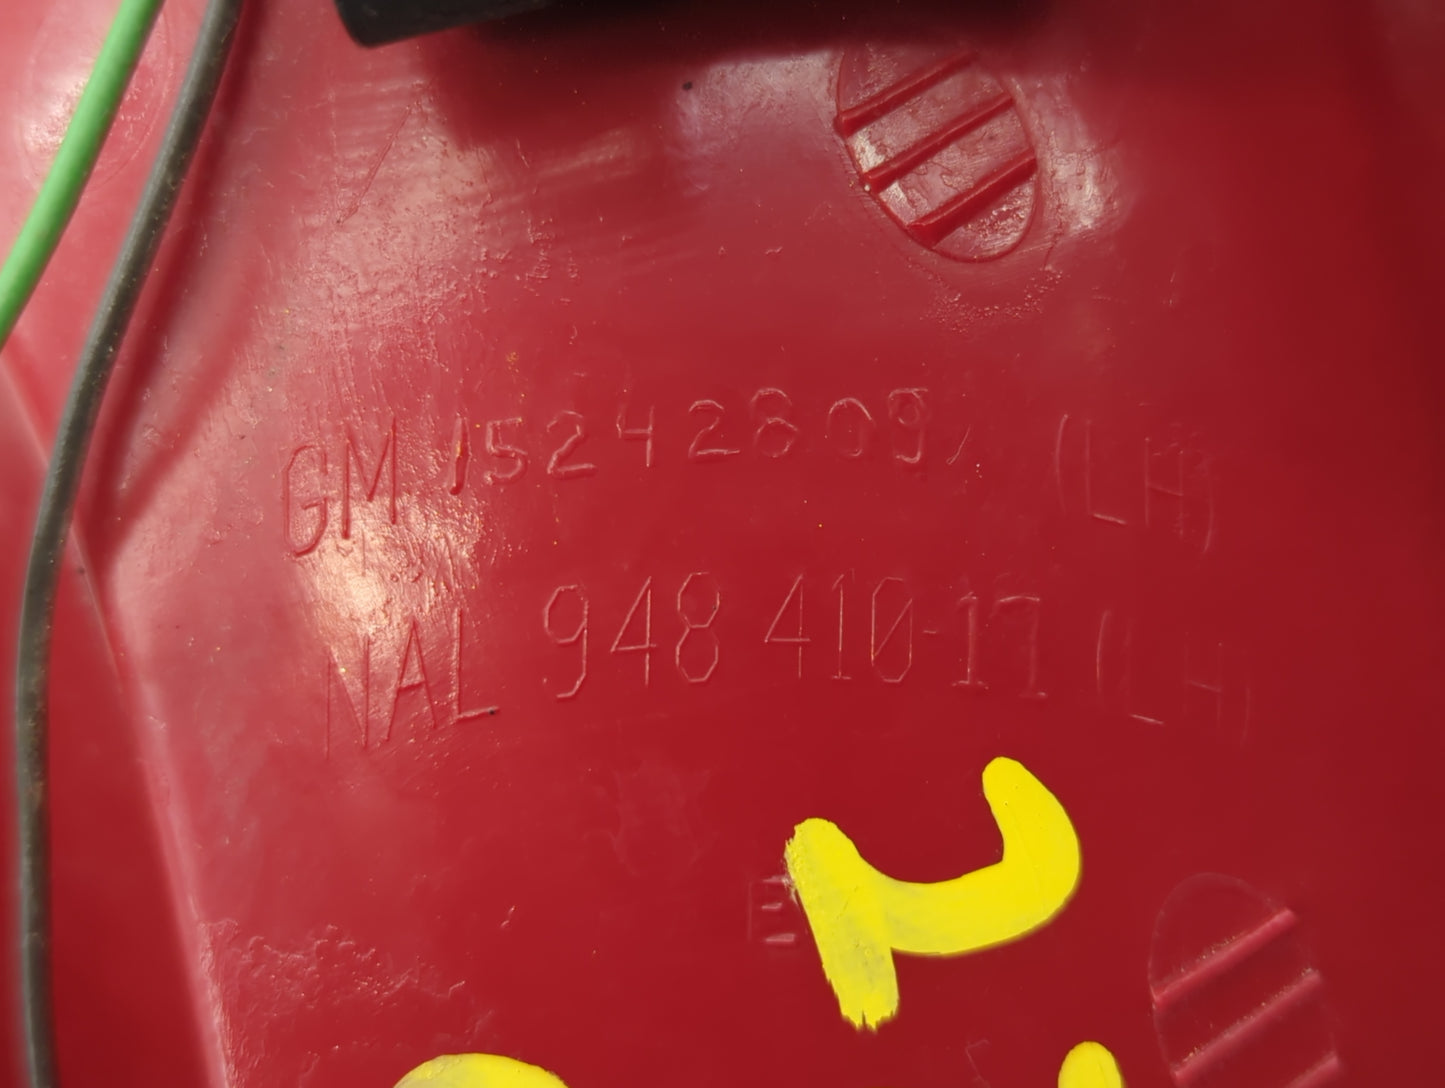 GM 15242809 (LH)
NAL 948 410-17 (LH)